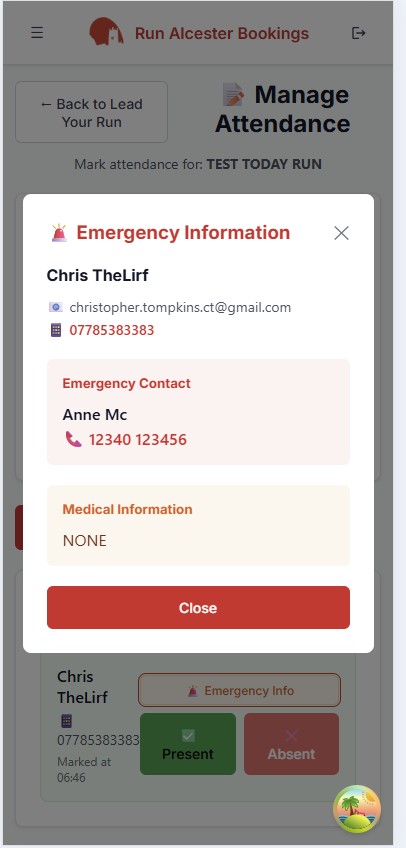 Run Alcester Bookings
← Back to Lead
Your Run
Manage
Attendance
Mark attendance for: TEST TODAY RUN
Emergency Information
Chris TheLirf
christopher.tompkins.ct@gmail.com
07785383383
Emergency Contact
Anne Mc
12340 123456
Medical Information
NONE
Close
Chris
TheLirf
07785383383
Marked at
06:46
Emergency Info
Present
Absent